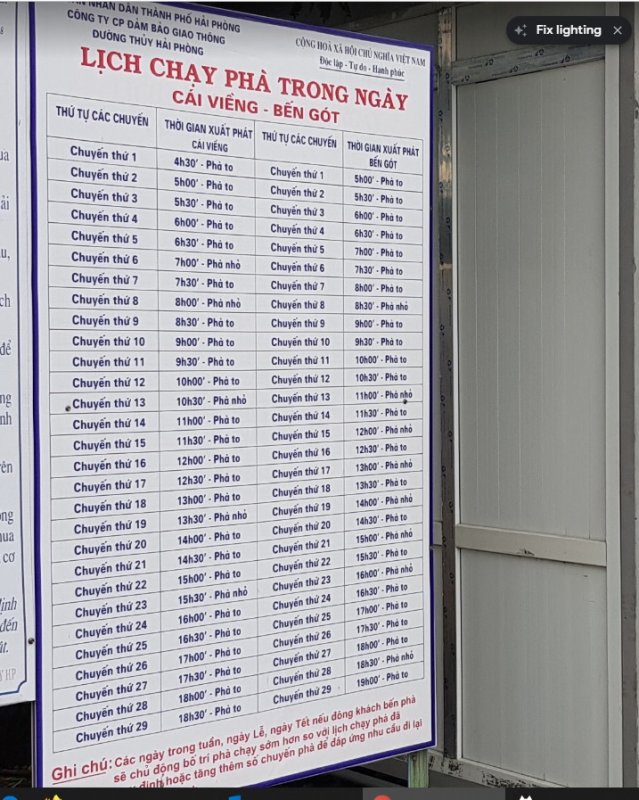 NHÂN DÂN THÀNH PHỐ HẢI PHÒNG
CÔNG TY CP ĐẢM BẢO GIAO THÔNG
ĐƯỜNG THỦY HẢI PHÒNG
CỘNG HOÀ XÃ HỘI CHỦ NGHĨA VIỆT NAM
Độc lập - Tự do - Hạnh phúc
LỊCH CHẠY PHÀ TRONG NGÀY
CÁI VIỀNG - BẾN GÓT
THỨ TỰ CÁC CHUYẾN THỜI GIAN XUẤT PHÁT CÁI VIỀNG THỨ TỰ CÁC CHUYẾN THỜI GIAN XUẤT PHÁT BẾN GÓT
Chuyến thứ 1 4h30' - Phà to Chuyến thứ 1 5h00' - Phà to
Chuyến thứ 2 5h00' - Phà to Chuyến thứ 2 5h30' - Phà to
Chuyến thứ 3 5h30' - Phà to Chuyến thứ 3 6h00' - Phà to
Chuyến thứ 4 6h00' - Phà to Chuyến thứ 4 6h30' - Phà to
Chuyến thứ 5 6h30' - Phà to Chuyến thứ 5 7h00' - Phà to
Chuyến thứ 6 7h00' - Phà nhỏ Chuyến thứ 6 7h30' - Phà to
Chuyến thứ 7 7h30' - Phà to Chuyến thứ 7 8h00' - Phà to
Chuyến thứ 8 8h00' - Phà nhỏ Chuyến thứ 8 8h30' - Phà nhỏ
Chuyến thứ 9 8h30' - Phà to Chuyến thứ 9 9h00' - Phà to
Chuyến thứ 10 9h00' - Phà to Chuyến thứ 10 9h30' - Phà to
Chuyến thứ 11 9h30' - Phà to Chuyến thứ 11 10h00' - Phà to
Chuyến thứ 12 10h00' - Phà to Chuyến thứ 12 10h30' - Phà to
Chuyến thứ 13 10h30' - Phà nhỏ Chuyến thứ 13 11h00' - Phà nhỏ
Chuyến thứ 14 11h00' - Phà to Chuyến thứ 14 11h30' - Phà to
Chuyến thứ 15 11h30' - Phà to Chuyến thứ 15 12h00' - Phà nhỏ
Chuyến thứ 16 12h00' - Phà to Chuyến thứ 16 12h30' - Phà to
Chuyến thứ 17 12h30' - Phà to Chuyến thứ 17 13h00' - Phà nhỏ
Chuyến thứ 18 13h00' - Phà to Chuyến thứ 18 13h30' - Phà to
Chuyến thứ 19 13h30' - Phà nhỏ Chuyến thứ 19 14h00' - Phà nhỏ
Chuyến thứ 20 14h00' - Phà to Chuyến thứ 20 14h30' - Phà to
Chuyến thứ 21 14h30' - Phà to Chuyến thứ 21 15h00' - Phà nhỏ
Chuyến thứ 22 15h00' - Phà to Chuyến thứ 22 15h30' - Phà to
Chuyến thứ 23 15h30' - Phà nhỏ Chuyến thứ 23 16h00' - Phà nhỏ
Chuyến thứ 24 16h00' - Phà to Chuyến thứ 24 16h30' - Phà to
Chuyến thứ 25 16h30' - Phà to Chuyến thứ 25 17h00' - Phà to
Chuyến thứ 26 17h00' - Phà to Chuyến thứ 26 17h30' - Phà to
Chuyến thứ 27 17h30' - Phà to Chuyến thứ 27 18h00' - Phà nhỏ
Chuyến thứ 28 18h00' - Phà to Chuyến thứ 28 18h30' - Phà nhỏ
Chuyến thứ 29 18h30' - Phà to Chuyến thứ 29 19h00' - Phà to
Ghi chú: Các ngày trong tuần, ngày Lễ, ngày Tết nếu đông khách bến phà
sẽ chủ động bố trí phà chạy sớm hơn so với lịch chạy phà đã
định hoặc tăng thêm số chuyến phà để đáp ứng nhu cầu đi lại
Fix lighting